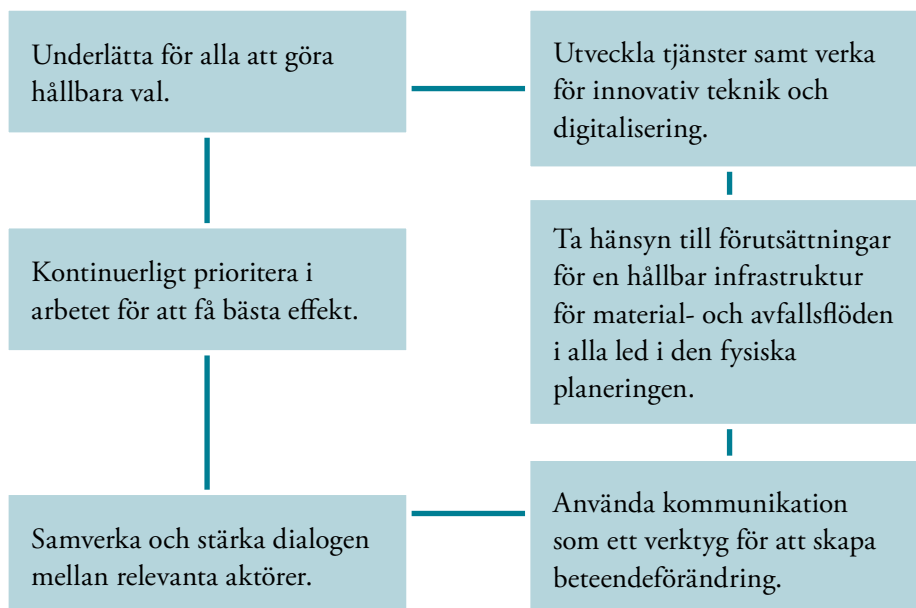 Underlätta för alla att göra
hållbara val.
Utveckla tjänster samt verka
för innovativ teknik och
digitalisering.
Kontinuerligt prioritera i
arbetet för att få bästa effekt.
Ta hänsyn till förutsättningar
för en hållbar infrastruktur
för material- och avfallsflöden
i alla led i den fysiska
planeringen.
Samverka och stärka dialogen
mellan relevanta aktörer.
Använda kommunikation
som ett verktyg för att skapa
beteendeförändring.